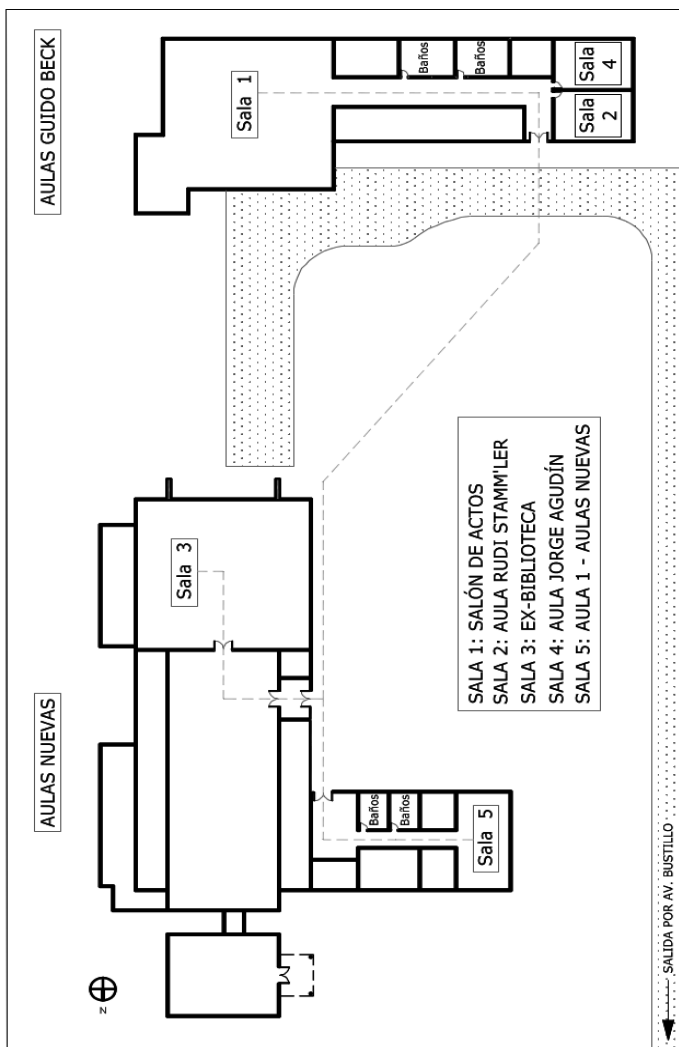 AULAS NUEVAS
AULAS GUIDO BECK
Sala 1
Baños
Baños
Sala 4
Sala 2
Sala 3
SALA 1: SALÓN DE ACTOS
SALA 2: AULA RUDI STAMM'LER
SALA 3: EX-BIBLIOTECA
SALA 4: AULA JORGE AGUDÍN
SALA 5: AULA 1 - AULAS NUEVAS
Baños
Baños
Sala 5
N
SALIDA POR AV. BUSTILLO